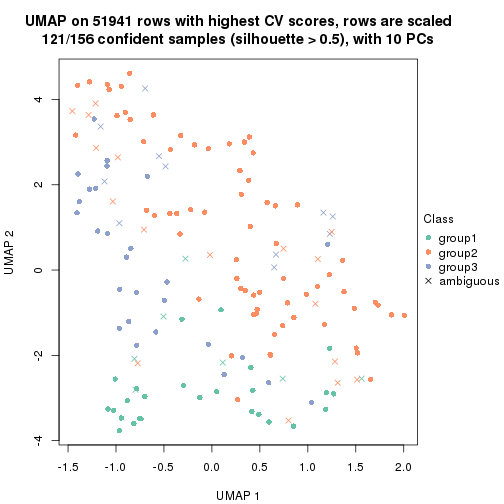 UMAP on 51941 rows with highest CV scores, rows are scaled
121/156 confident samples (silhouette > 0.5), with 10 PCs
4
2
0
-2
-4
UMAP 2
-1.5 -1.0 -0.5 0.0 0.5 1.0 1.5 2.0
UMAP 1
Class
group1
group2
group3
ambiguous